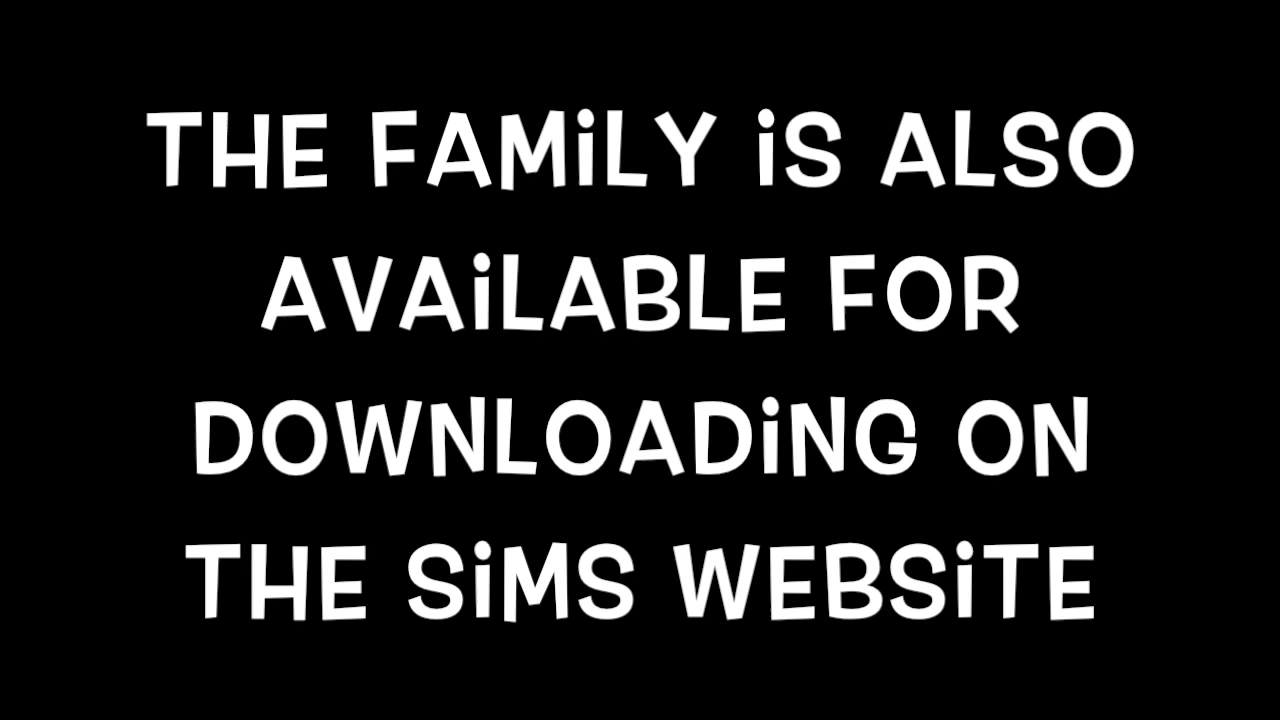 THE FAMiLY iS ALSO
AVAiLABLE FOR
DOWNLOADiNG ON
THE SiMS WEBSiTE